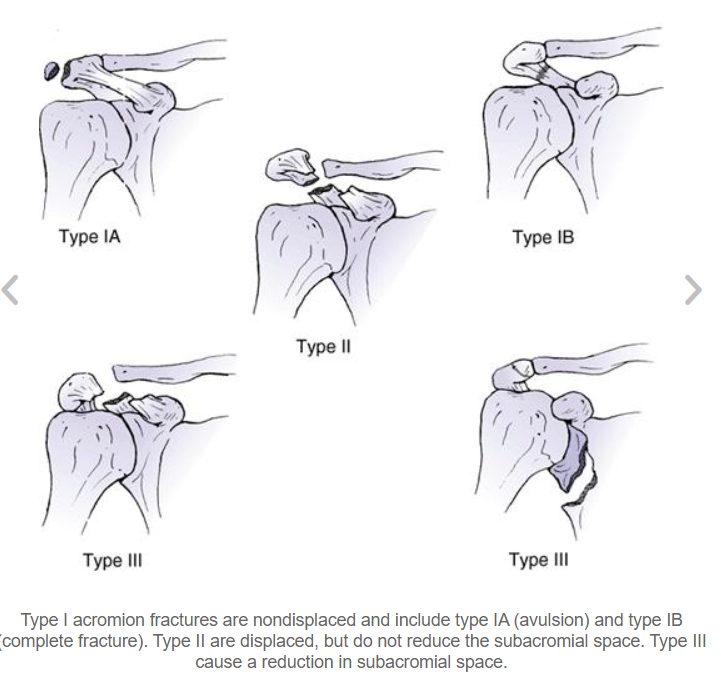 Type IA
Type IB
Type II
Type III
Type III
Type I acromion fractures are nondisplaced and include type IA (avulsion) and type IB
(complete fracture). Type II are displaced, but do not reduce the subacromial space. Type III
cause a reduction in subacromial space.